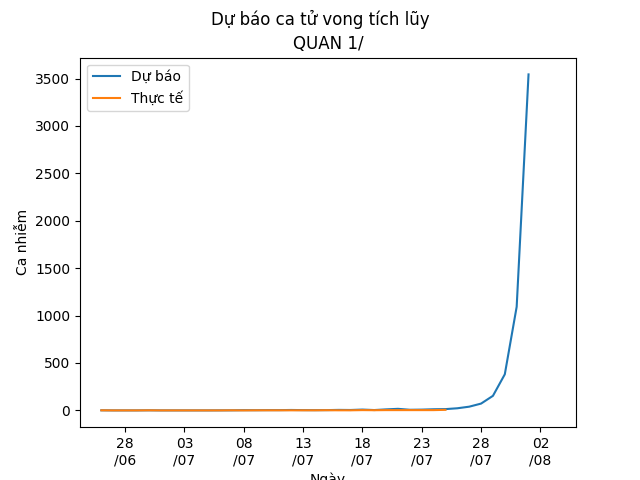 Dự báo ca tử vong tích lũy
QUAN 1/
Dự báo
Thực tế
Ca nhiễm
3500
3000
2500
2000
1500
1000
500
0
28 03 08 13 18 23 28 02
/06 /07 /07 /07 /07 /07 /07 /08
Ngày